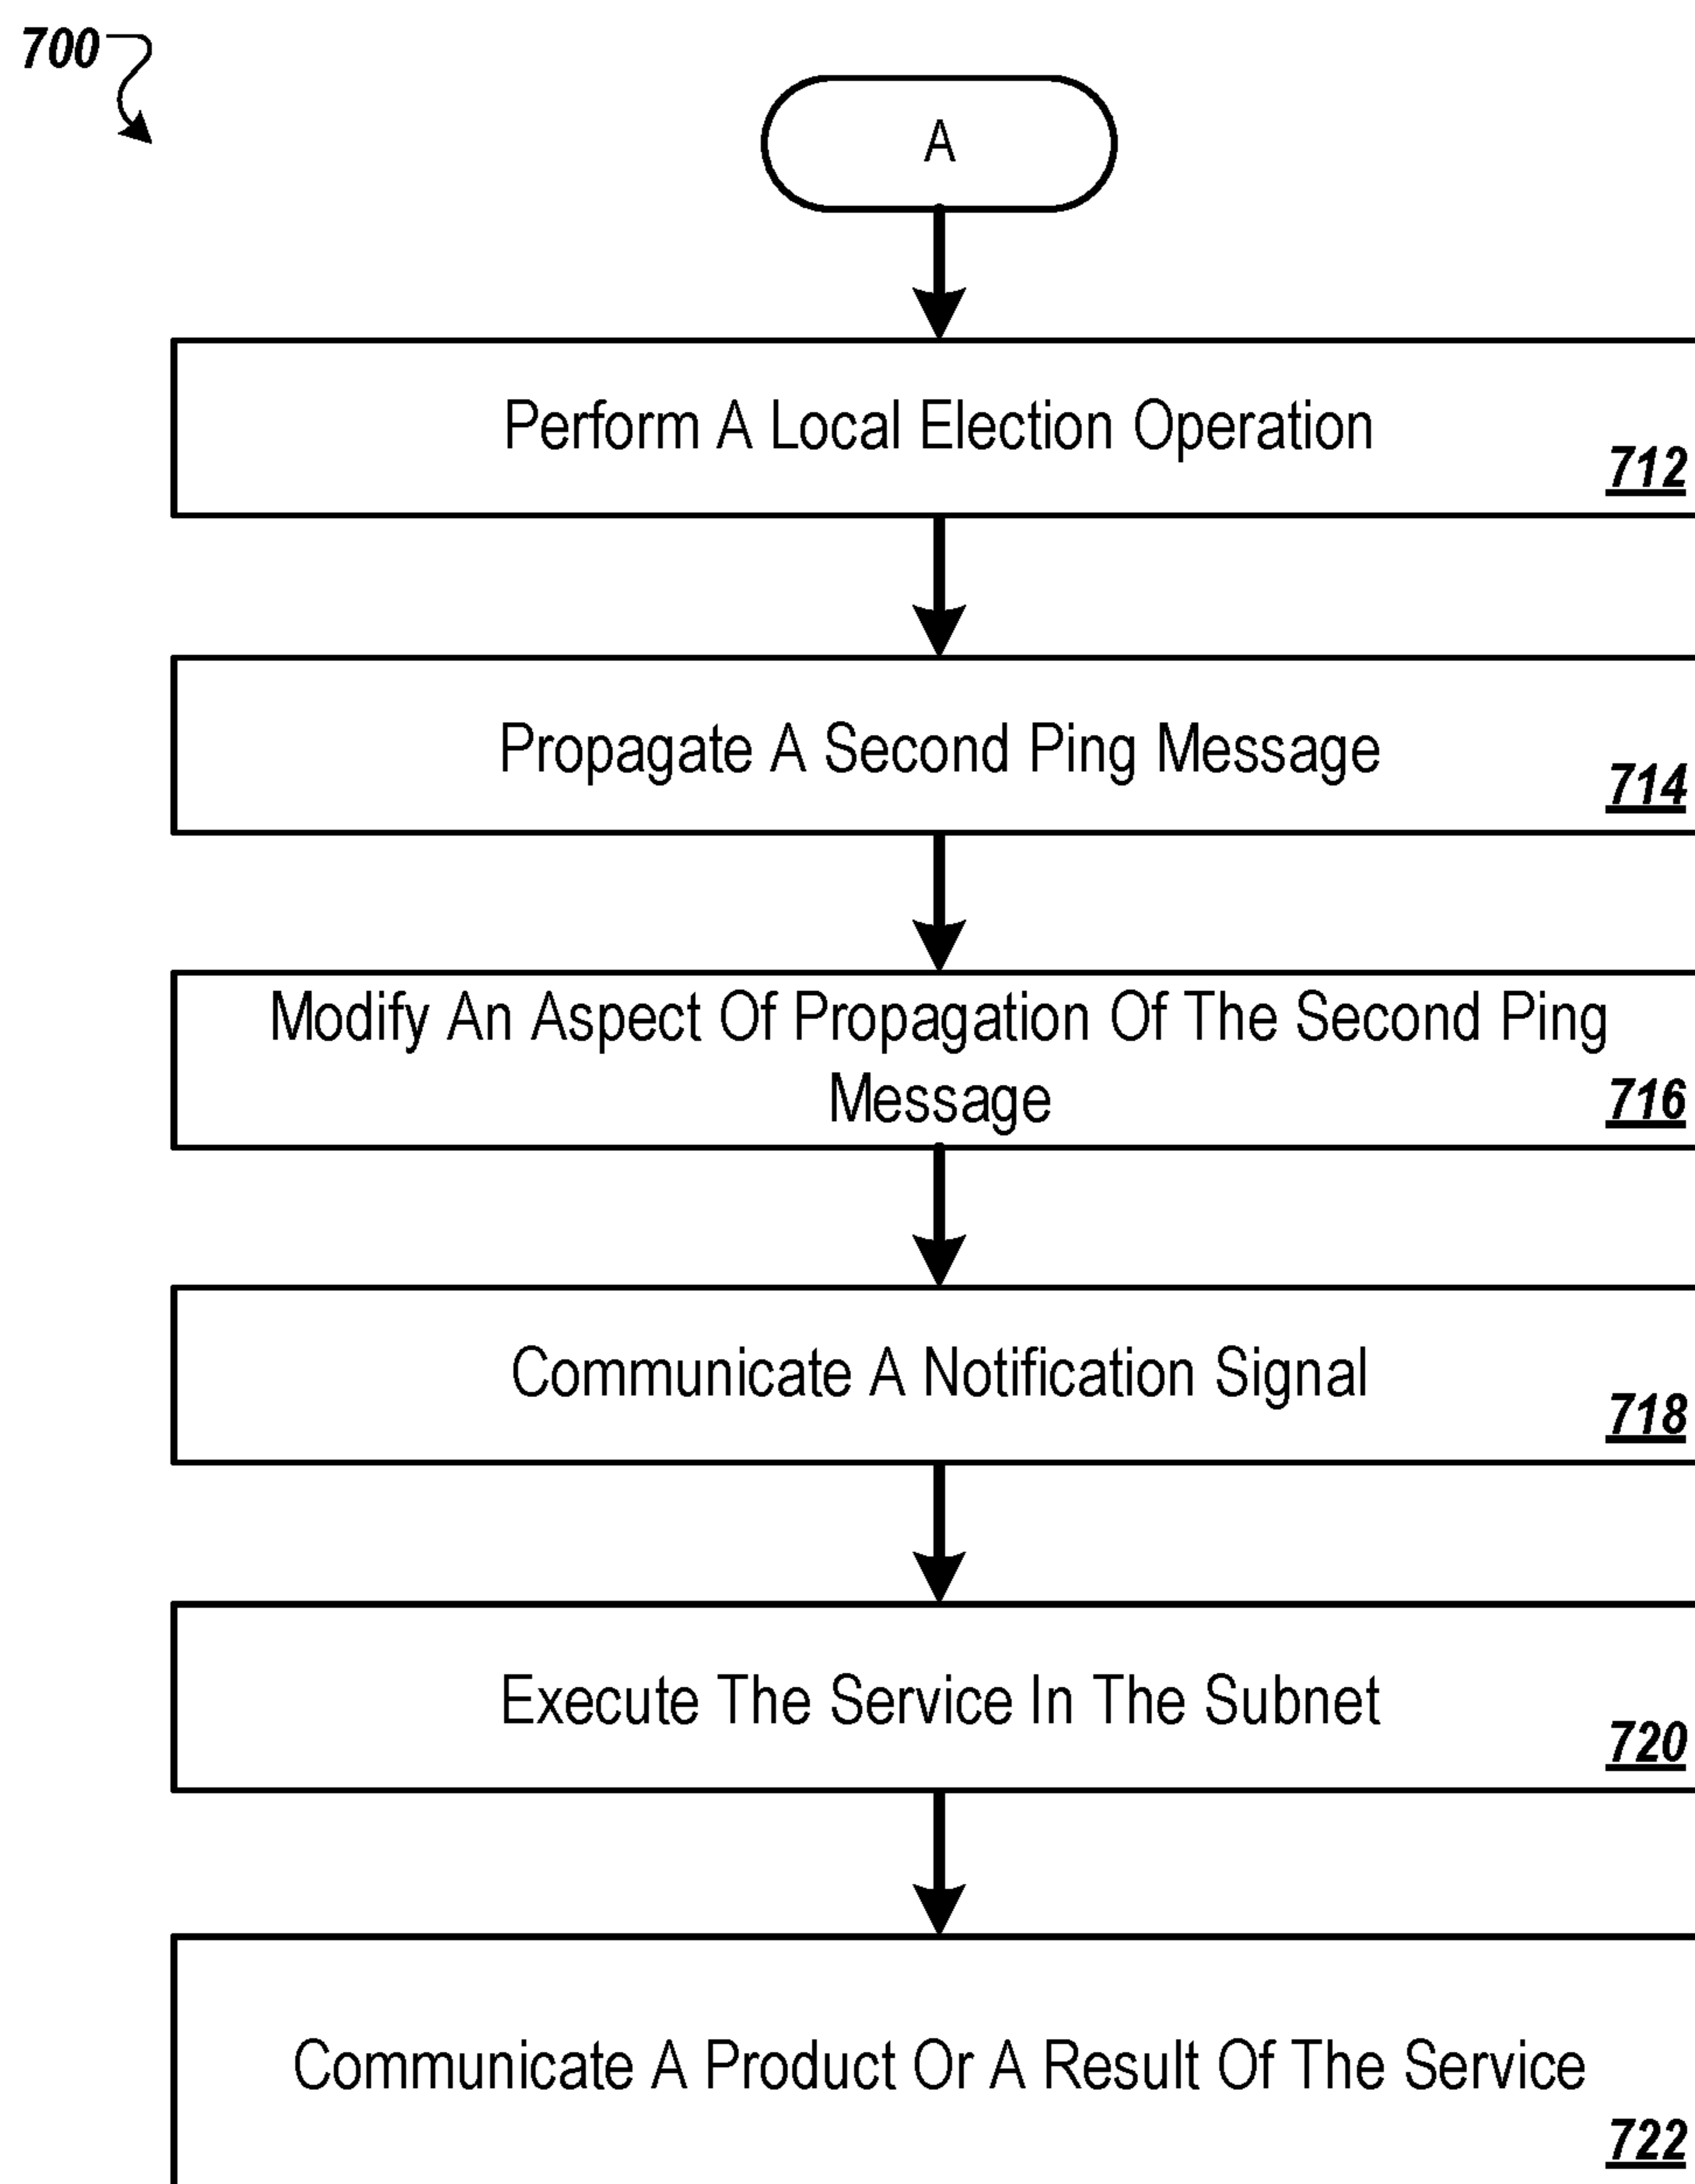 700
A
Perform A Local Election Operation
712
Propagate A Second Ping Message
714
Modify An Aspect Of Propagation Of The Second Ping
Message
716
Communicate A Notification Signal
718
Execute The Service In The Subnet
720
Communicate A Product Or A Result Of The Service
722